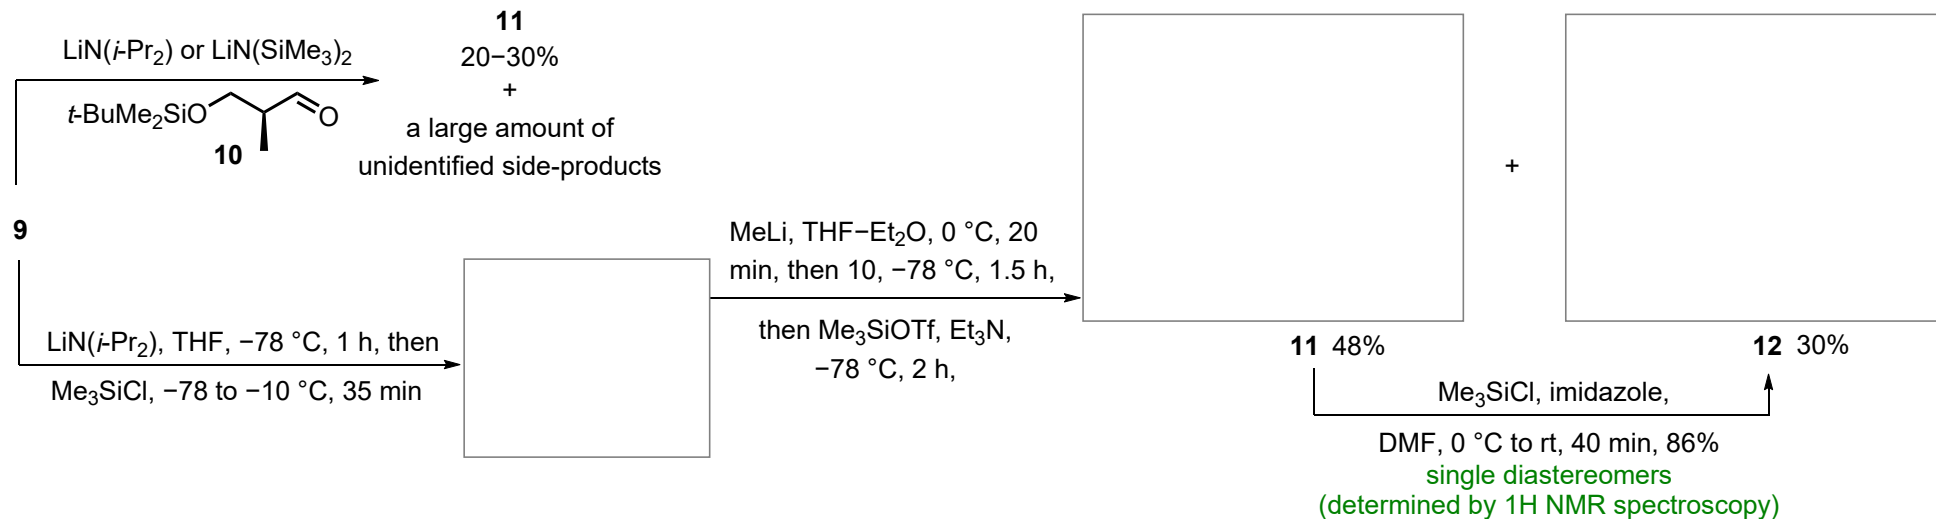 LiN(i-Pr2) or LiN(SiMe3)2
t-BuMe2SiO
O
10
11
20−30%
+
a large amount of
unidentified side-products
9
LiN(i-Pr2), THF, −78 °C, 1 h, then
Me3SiCl, −78 to −10 °C, 35 min
MeLi, THF−Et2O, 0 °C, 20
min, then 10, −78 °C, 1.5 h,
then Me3SiOTf, Et3N,
−78 °C, 2 h,
+
11 48%
12 30%
Me3SiCl, imidazole,
DMF, 0 °C to rt, 40 min, 86%
single diastereomers
(determined by 1H NMR spectroscopy)